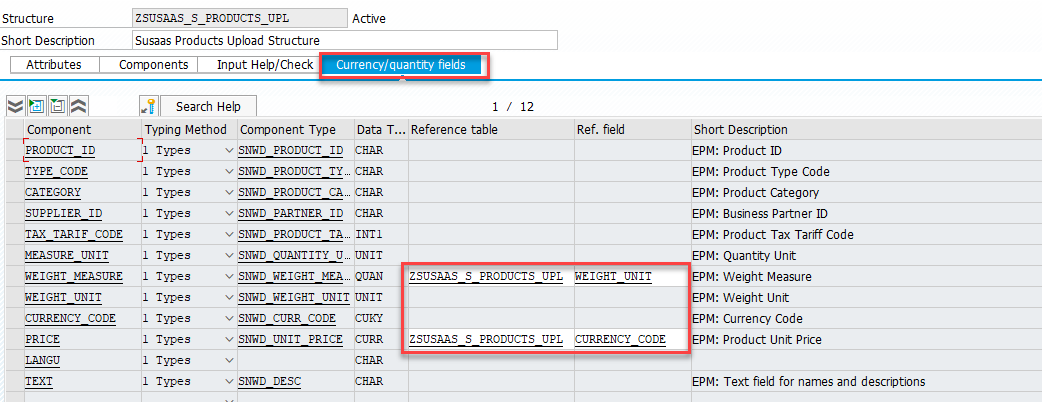 Structure ZSUSAAS_S_PRODUCTS_UPL Active
Short Description Susaas Products Upload Structure
Attributes Components Input Help/Check Currency/quantity fields
Search Help 1 / 12
Component Typing Method Component Type Data T... Reference table Ref. field Short Description
PRODUCT_ID 1 Types SNWD_PRODUCT_ID CHAR EPM: Product ID
TYPE_CODE 1 Types SNWD_PRODUCT_TY... CHAR EPM: Product Type Code
CATEGORY 1 Types SNWD_PRODUCT_CA... CHAR EPM: Product Category
SUPPLIER_ID 1 Types SNWD_PARTNER_ID CHAR EPM: Business Partner ID
TAX_TARIF_CODE 1 Types SNWD_PRODUCT_TA... INT1 EPM: Product Tax Tariff Code
MEASURE_UNIT 1 Types SNWD_QUANTITY_U... UNIT EPM: Quantity Unit
WEIGHT_MEASURE 1 Types SNWD_WEIGHT_MEA... QUAN ZSUSAAS_S_PRODUCTS_UPL WEIGHT_UNIT EPM: Weight Measure
WEIGHT_UNIT 1 Types SNWD_WEIGHT_UNIT UNIT EPM: Weight Unit
CURRENCY_CODE 1 Types SNWD_CURR_CODE CUKY EPM: Currency Code
PRICE 1 Types SNWD_UNIT_PRICE CURR ZSUSAAS_S_PRODUCTS_UPL CURRENCY_CODE EPM: Product Unit Price
LANGU 1 Types CHAR
TEXT 1 Types SNWD_DESC CHAR EPM: Text field for names and descriptions